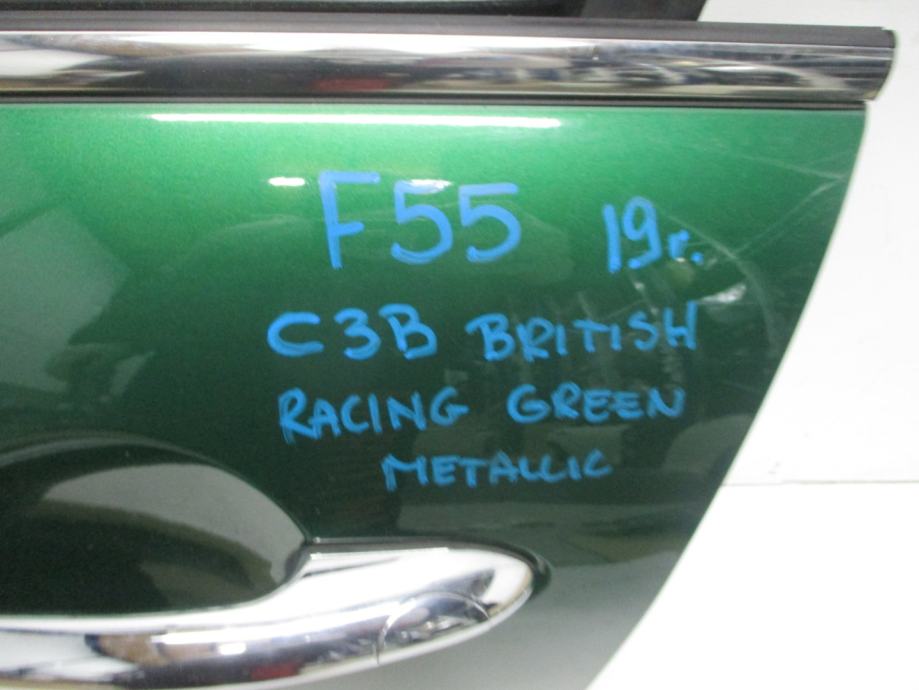 F55 19r.
C3B BRITISH
RACING GREEN
METALLIC